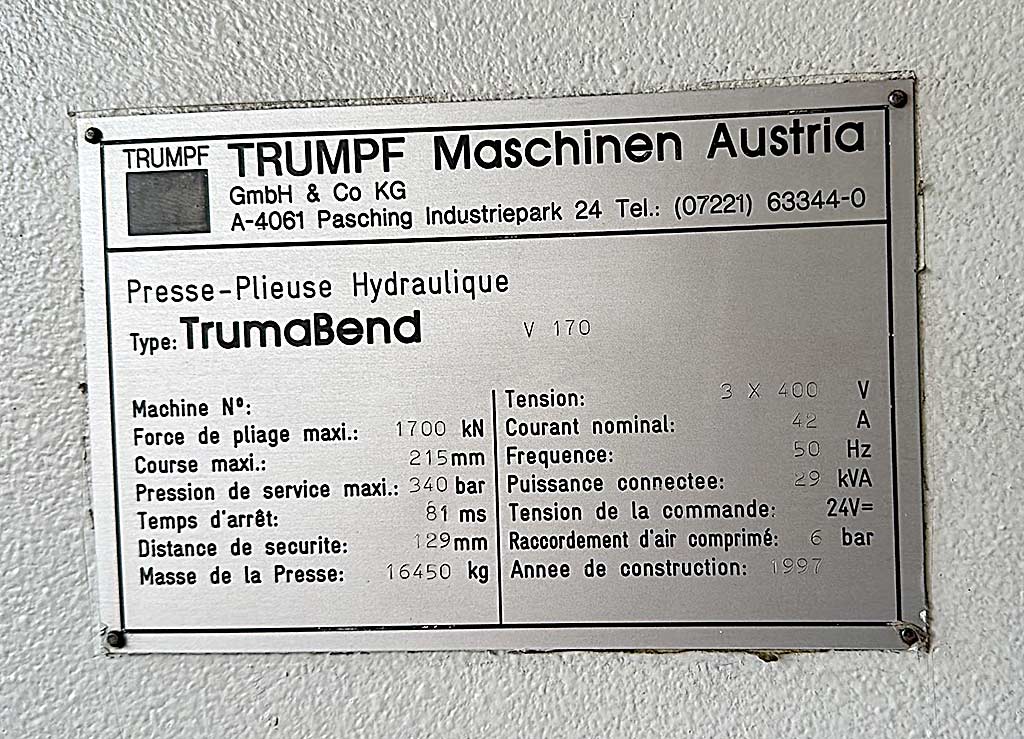 TRUMPF
TRUMPF Maschinen Austria
GmbH & Co KG
A-4061 Pasching Industriepark 24 Tel.: (07221) 63344-0
Presse-Plieuse Hydraulique
Type: TrumaBend V 170
Machine N°:
Force de pliage maxi.: 1700 kN
Course maxi.: 215 mm
Pression de service maxi.: 340 bar
Temps d'arrêt: 81 ms
Distance de securite: 129 mm
Masse de la Presse: 16450 kg
Tension: 3 X 400 V
Courant nominal: 42 A
Frequence: 50 Hz
Puissance connectee: 29 kVA
Tension de la commande: 24V=
Raccordement d'air comprimé: 6 bar
Annee de construction: 1997